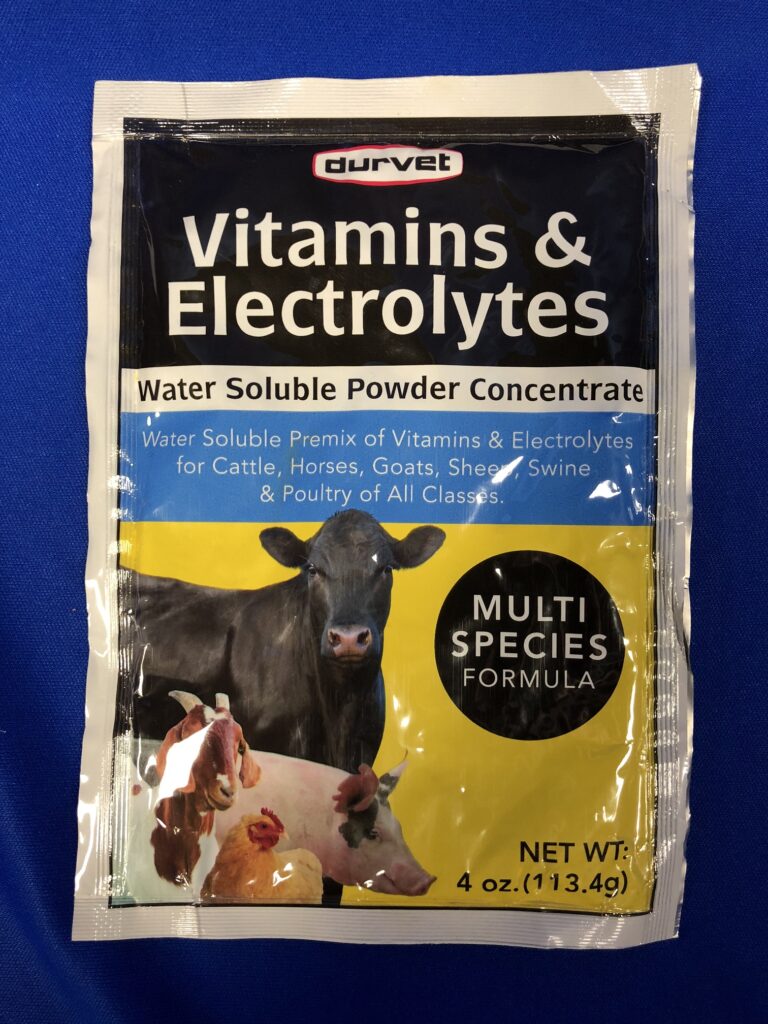 durvet
Vitamins &
Electrolytes
Water Soluble Powder Concentrate
Water Soluble Premix of Vitamins & Electrolytes
for Cattle, Horses, Goats, Sheep, Swine
& Poultry of All Classes.
MULTI
SPECIES
FORMULA
NET WT:
4 oz.(113.4g)